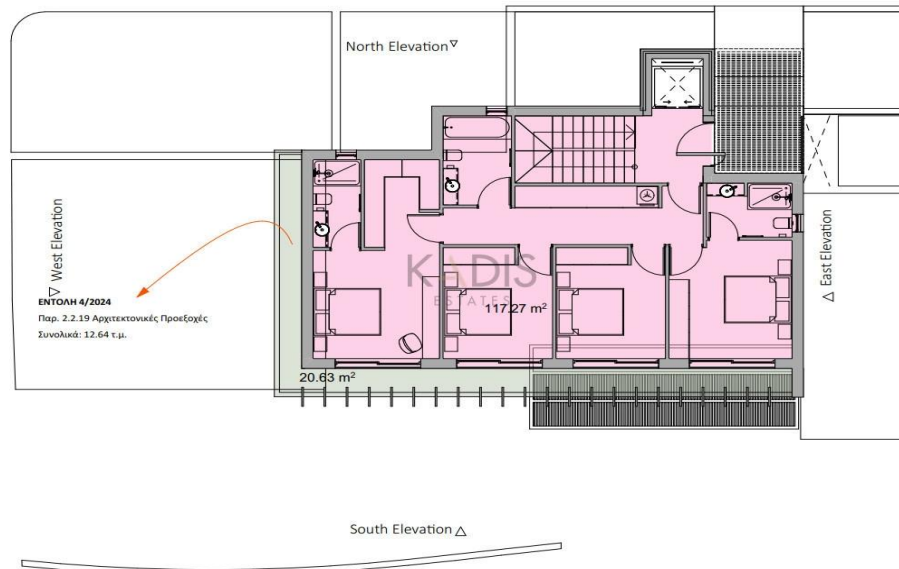 North Elevation
West Elevation
East Elevation
KADIS
ESTATES
117.27 m²
ΕΝΤΟΛΗ 4/2024
Παρ. 2.2.19 Αρχιτεκτονικές Προεξοχές
Συνολικά: 12.64 τ.μ.
20.63 m²
South Elevation